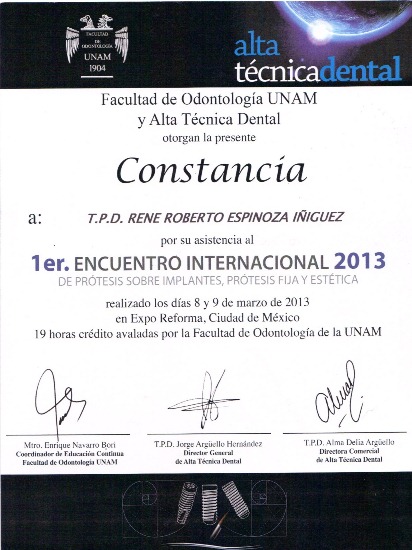 FACULTAD
DE
ODONTOLOGÍA
UNAM
1904
alta
técnicadental
Facultad de Odontología UNAM
y Alta Técnica Dental
otorgan la presente
Constancia
a: T.P.D. RENE ROBERTO ESPINOZA IÑIGUEZ
por su asistencia al
1er. ENCUENTRO INTERNACIONAL 2013
DE PRÓTESIS SOBRE IMPLANTES, PRÓTESIS FIJA Y ESTÉTICA
realizado los días 8 y 9 de marzo de 2013
en Expo Reforma, Ciudad de México
19 horas crédito avaladas por la Facultad de Odontología de la UNAM
Mtro. Enrique Navarro Bori
Coordinador de Educación Continua
Facultad de Odontología UNAM
T.P.D. Jorge Argüello Hernández
Director General
de Alta Técnica Dental
T.P.D. Alma Delia Argüello
Directora Comercial
de Alta Técnica Dental